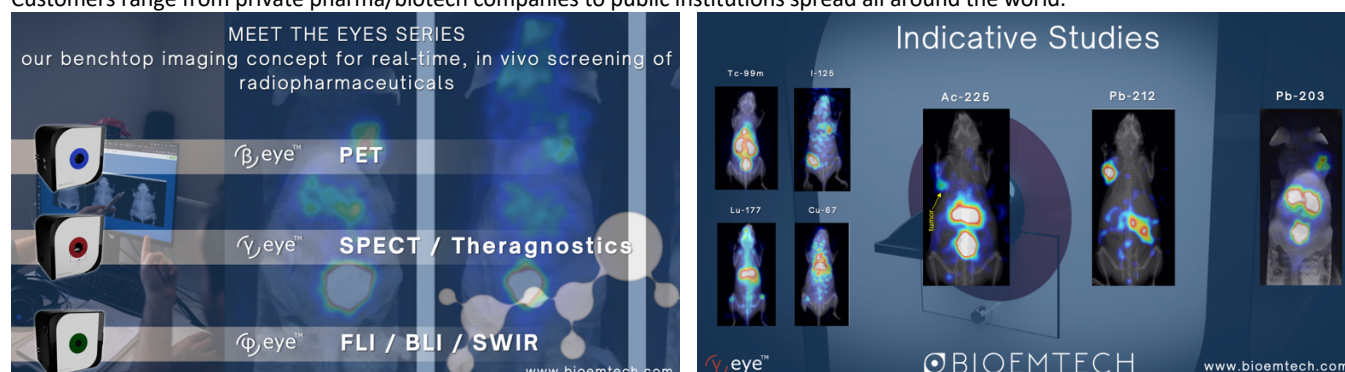 Customers range from private pharma/biotech companies to public institutions spread all around the world.
MEET THE EYES SERIES
our benchtop imaging concept for real-time, in vivo screening of
radiopharmaceuticals
β eye™ PET
γ eye™ SPECT / Theragnostics
φ eye™ FLI / BLI / SWIR
www.bioemtech.com
Indicative Studies
Tc-99m
I-125
Ac-225
Pb-212
Pb-203
tumor
Lu-177
Cu-67
γ eye™
BIOEMTECH
www.bioemtech.com